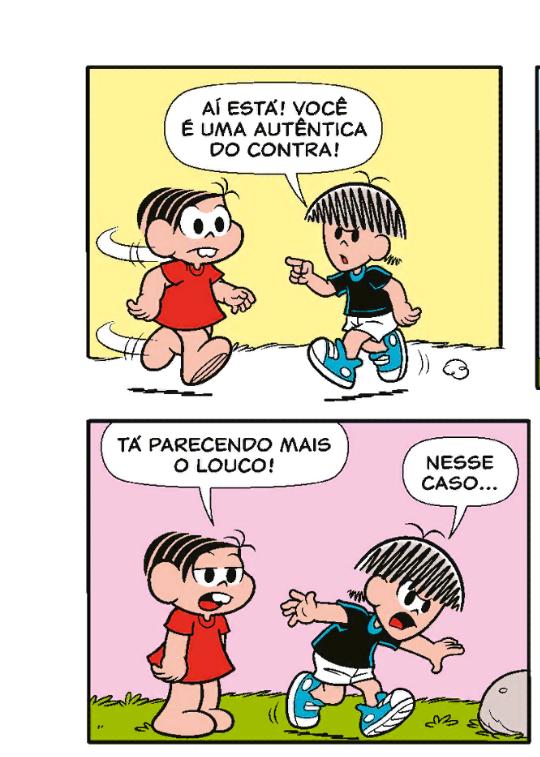 AÍ ESTÁ! VOCÊ
É UMA AUTÊNTICA
DO CONTRA!
TÁ PARECENDO MAIS
O LOUCO!
NESSE
CASO...